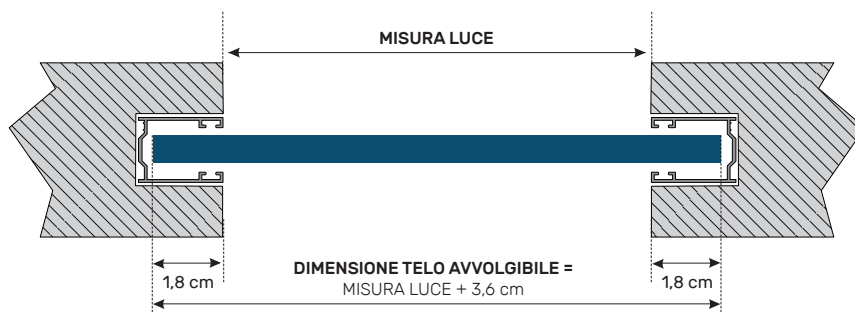 MISURA LUCE
1,8 cm
DIMENSIONE TELO AVVOLGIBILE =
MISURA LUCE + 3,6 cm
1,8 cm